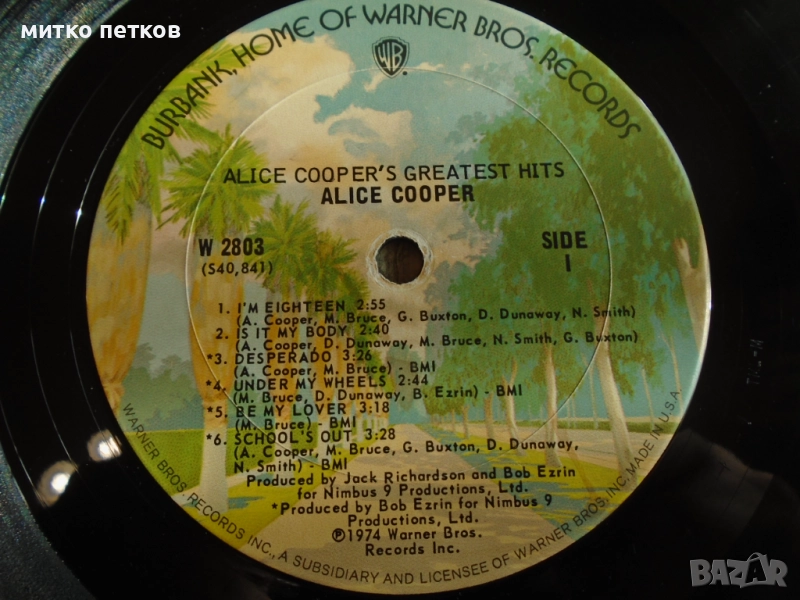 митко петков
BURBANK, HOME OF WARNER BROS. RECORDS
WB
ALICE COOPER'S GREATEST HITS
ALICE COOPER
W 2803
(S40,841)
SIDE
1
1. I'M EIGHTEEN 2:55
(A. Cooper, M. Bruce, G. Buxton, D. Dunaway, N. Smith)
2. IS IT MY BODY 2:40
(A. Cooper, D. Dunaway, M. Bruce, N. Smith, G. Buxton)
*3. DESPERADO 3:26
(A. Cooper, M. Bruce) - BMI
*4. UNDER MY WHEELS 2:44
(M. Bruce, D. Dunaway, B. Ezrin) - BMI
*5. BE MY LOVER 3:18
(M. Bruce) - BMI
*6. SCHOOL'S OUT 3:28
(A. Cooper, M. Bruce, G. Buxton, D. Dunaway,
N. Smith) - BMI
Produced by Jack Richardson and Bob Ezrin
for Nimbus 9 Productions, Ltd.
*Produced by Bob Ezrin for Nimbus 9
Productions, Ltd.
℗1974 Warner Bros.
Records Inc.
WARNER BROS. RECORDS INC., A SUBSIDIARY AND LICENSEE OF WARNER BROS. INC. MADE IN U.S.A.
BAZAR